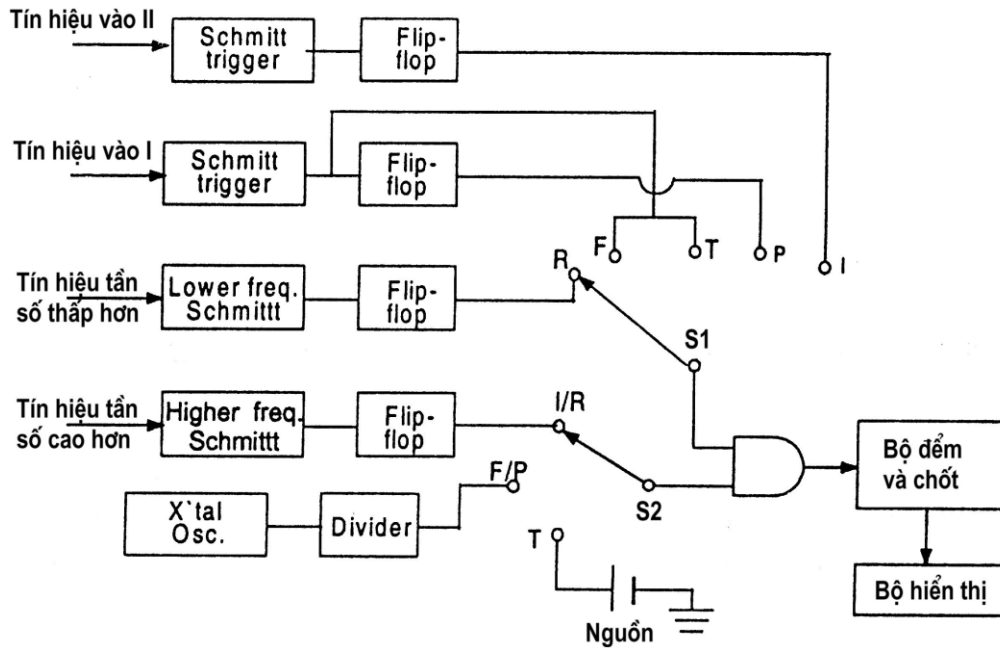 Tín hiệu vào II
Schmitt
trigger
Flip-
flop
Tín hiệu vào I
Schmitt
trigger
Flip-
flop
F
T
P
I
R
Tín hiệu tần
số thấp hơn
Lower freq.
Schmittt
Flip-
flop
S1
Tín hiệu tần
số cao hơn
Higher freq.
Schmittt
Flip-
flop
I/R
F/P
S2
Bộ đểm
và chốt
X`tal
Osc.
Divider
T
Nguồn
Bộ hiển thị